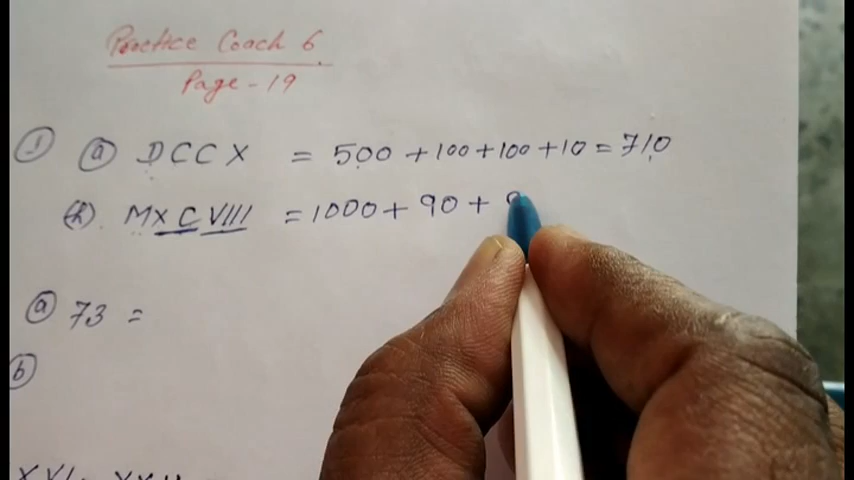 Practice Coach 6
Page-19
① ⓐ DCCX = 500 +100+100+10=710
ⓗ MXCVIII = 1000+ 90 +
ⓐ 73 =
ⓑ